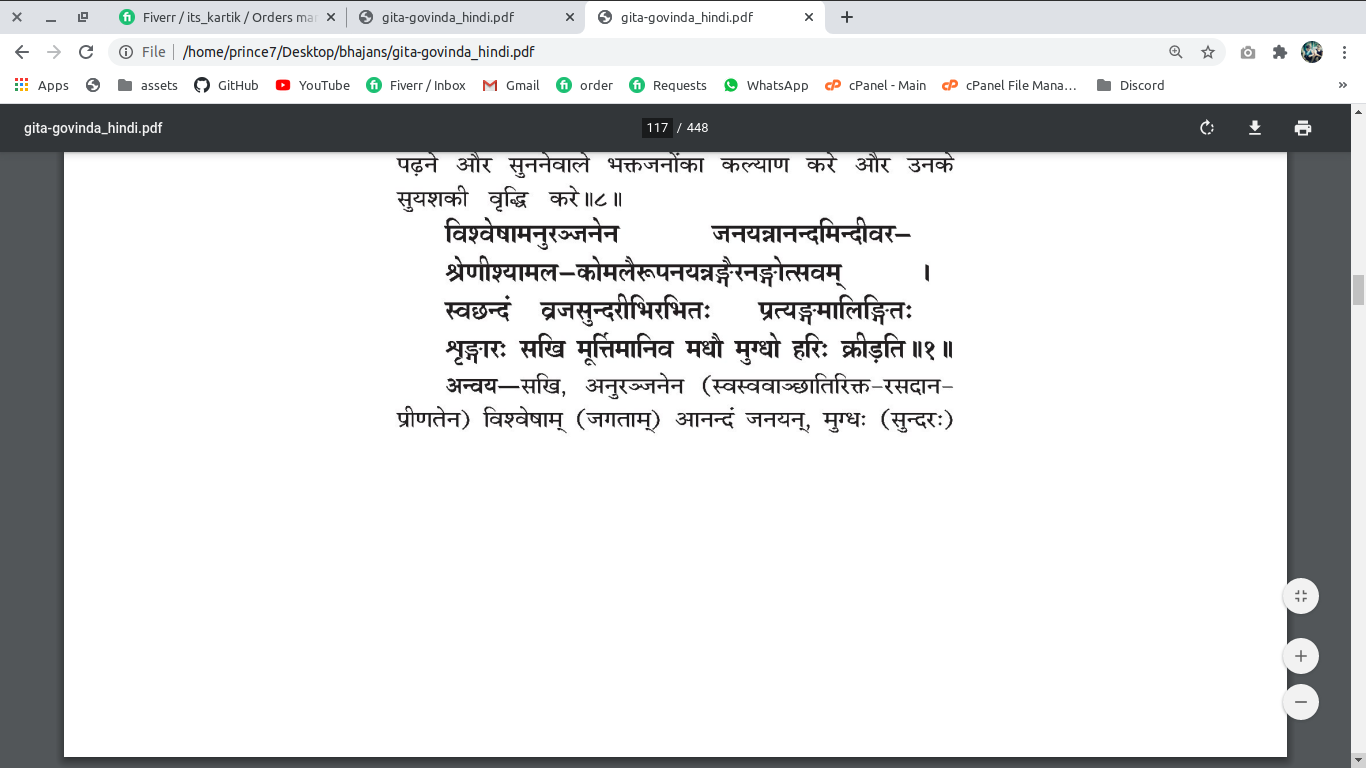 Fiverr / its_kartik / Orders ma
gita-govinda_hindi.pdf
gita-govinda_hindi.pdf
File
/home/prince7/Desktop/bhajans/gita-govinda_hindi.pdf
Apps
assets
GitHub
YouTube
Fiverr / Inbox
Gmail
order
Requests
WhatsApp
cPanel - Main
cPanel File Mana…
Discord
»
gita-govinda_hindi.pdf
117 / 448
पढ़ने और सुननेवाले भक्तजनोंका कल्याण करे और उनके
सुयशकी वृद्धि करे॥८॥
विश्वेषामनुरञ्जनेन जनयन्नानन्दमिन्दीवर–
श्रेणीश्यामल–कोमलैरूपनयन्नङ्गैरनङ्गोत्सवम् ।
स्वछन्दं व्रजसुन्दरीभिरभितः प्रत्यङ्गमालिङ्गितः
शृङ्गारः सखि मूर्त्तिमानिव मधौ मुग्धो हरिः क्रीड़ति॥१॥
अन्वय—सखि, अनुरञ्जनेन (स्वस्ववाञ्छातिरिक्त–रसदान–
प्रीणतेन) विश्वेषाम् (जगताम्) आनन्दं जनयन्, मुग्धः (सुन्दरः)